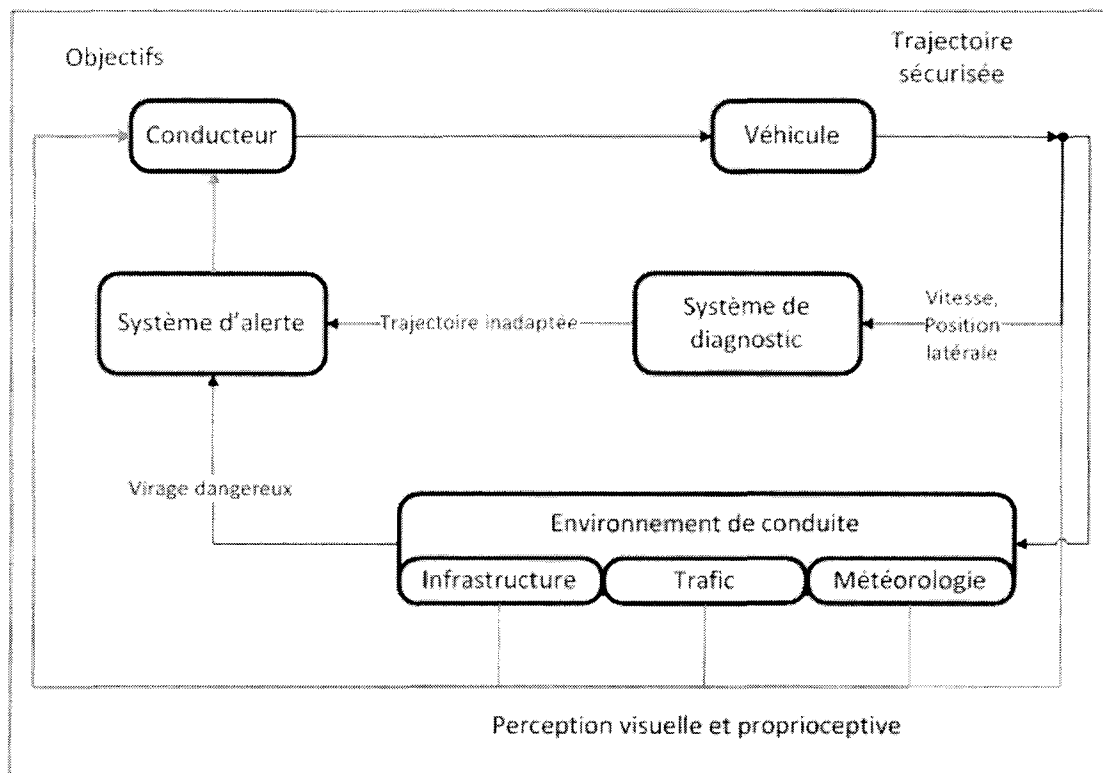 Objectifs
Trajectoire
sécurisée
Conducteur
Véhicule
Système d'alerte
Trajectoire inadaptée
Système de
diagnostic
Vitesse,
Position
latérale
Virage dangereux
Environnement de conduite
Infrastructure
Trafic
Météorologie
Perception visuelle et proprioceptive